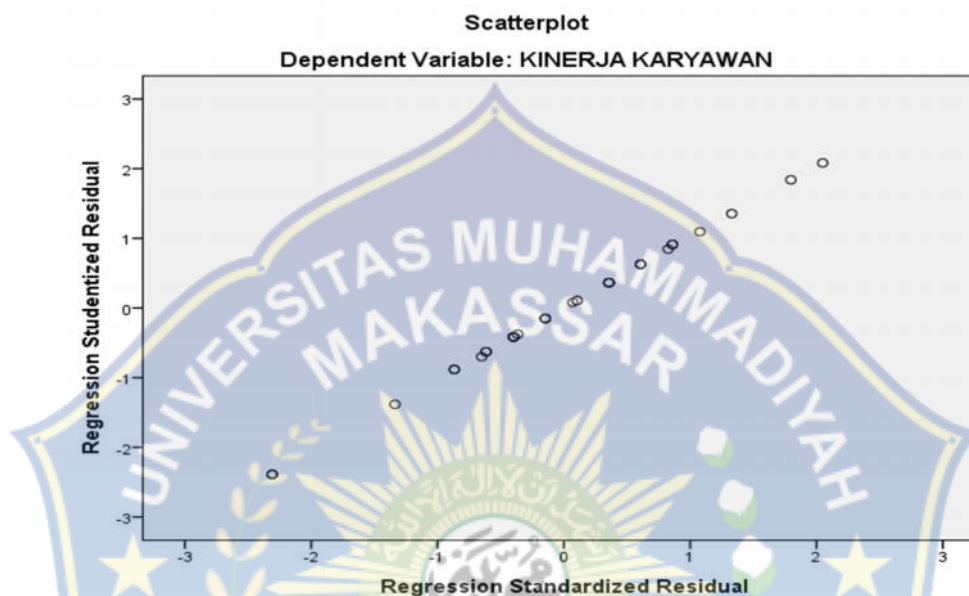 Scatterplot
Dependent Variable: KINERJA KARYAWAN
Regression Studentized Residual
3
2
1
0
-1
-2
-3
-3
-2
-1
0
1
2
3
Regression Standardized Residual
UNIVERSITAS MUHAMMADIYAH
MAKASSAR